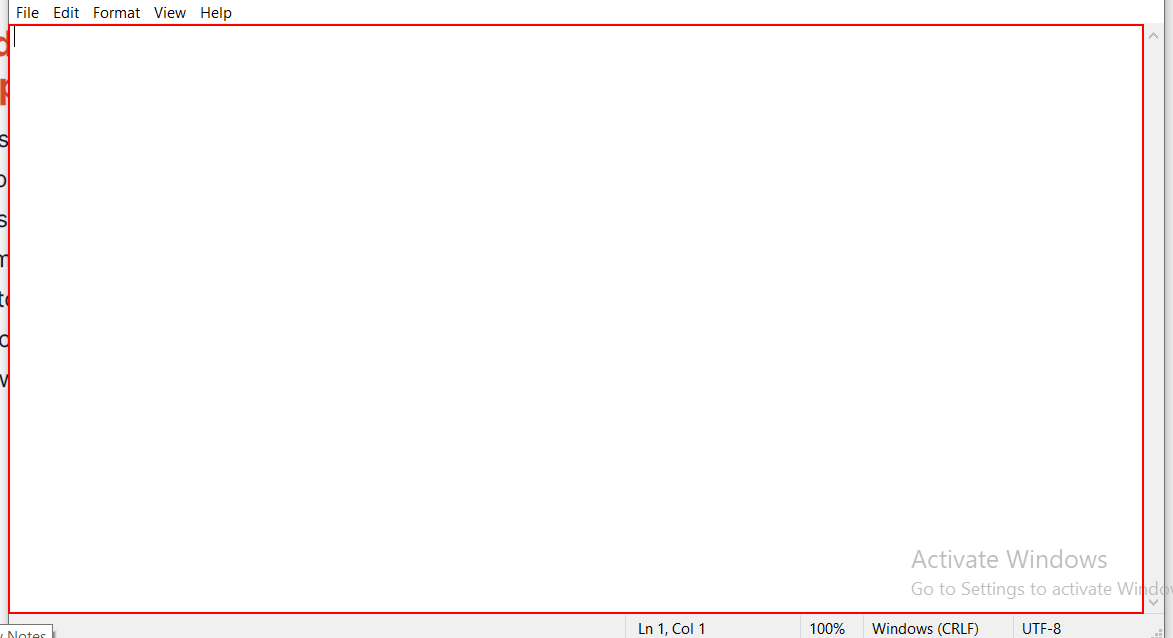 File Edit Format View Help
Activate Windows
Go to Settings to activate Windo
Ln 1, Col 1 100% Windows (CRLF) UTF-8
Notes